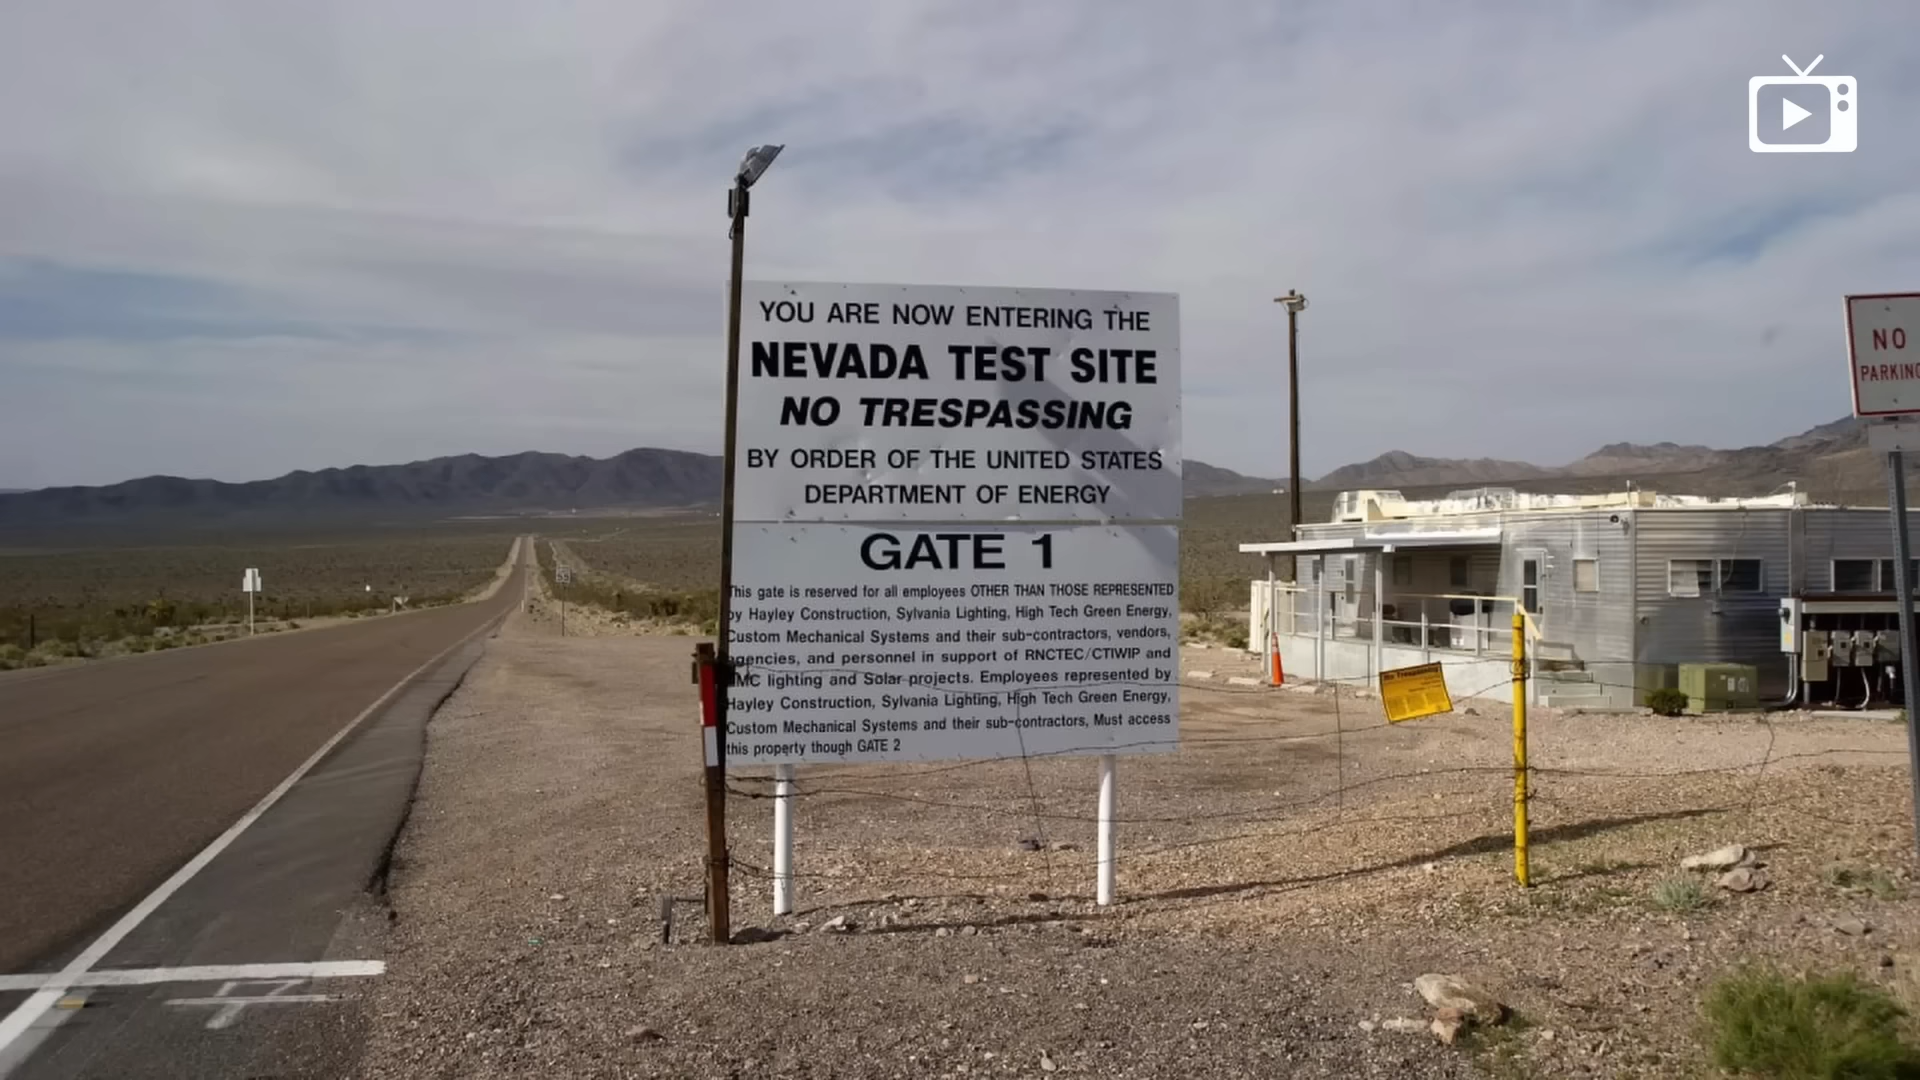 YOU ARE NOW ENTERING THE
NEVADA TEST SITE
NO TRESPASSING
BY ORDER OF THE UNITED STATES
DEPARTMENT OF ENERGY
GATE 1
This gate is reserved for all employees OTHER THAN THOSE REPRESENTED
by Hayley Construction, Sylvania Lighting, High Tech Green Energy,
Custom Mechanical Systems and their sub-contractors, vendors,
agencies, and personnel in support of RNCTEC/CTIWIP and
lighting and Solar projects. Employees represented by
Hayley Construction, Sylvania Lighting, High Tech Green Energy,
Custom Mechanical Systems and their sub-contractors, Must access
this property though GATE 2
No Trespassing
NO
PARKING